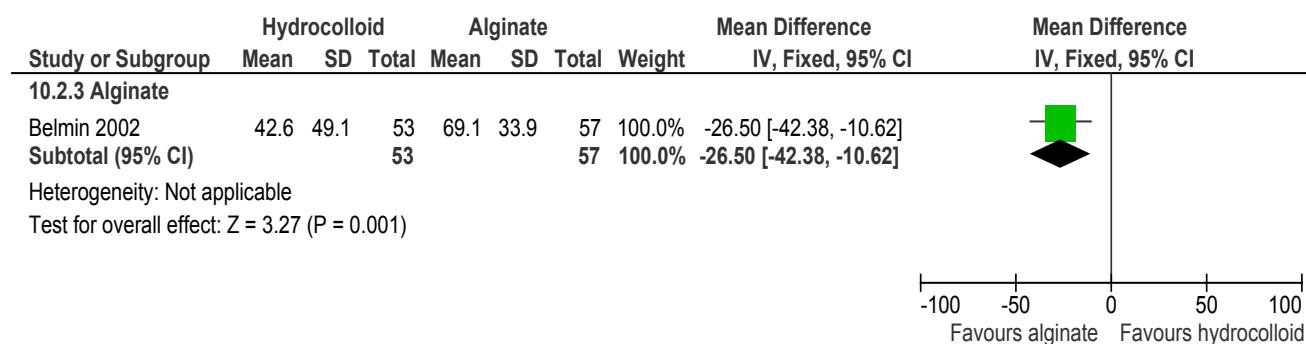 Hydrocolloid Alginate Mean Difference Mean Difference
Study or Subgroup Mean SD Total Mean SD Total Weight IV, Fixed, 95% CI IV, Fixed, 95% CI
10.2.3 Alginate
Belmin 2002 42.6 49.1 53 69.1 33.9 57 100.0% -26.50 [-42.38, -10.62]
Subtotal (95% CI) 53 57 100.0% -26.50 [-42.38, -10.62]
Heterogeneity: Not applicable
Test for overall effect: Z = 3.27 (P = 0.001)
-100 -50 0 50 100
Favours alginate Favours hydrocolloid